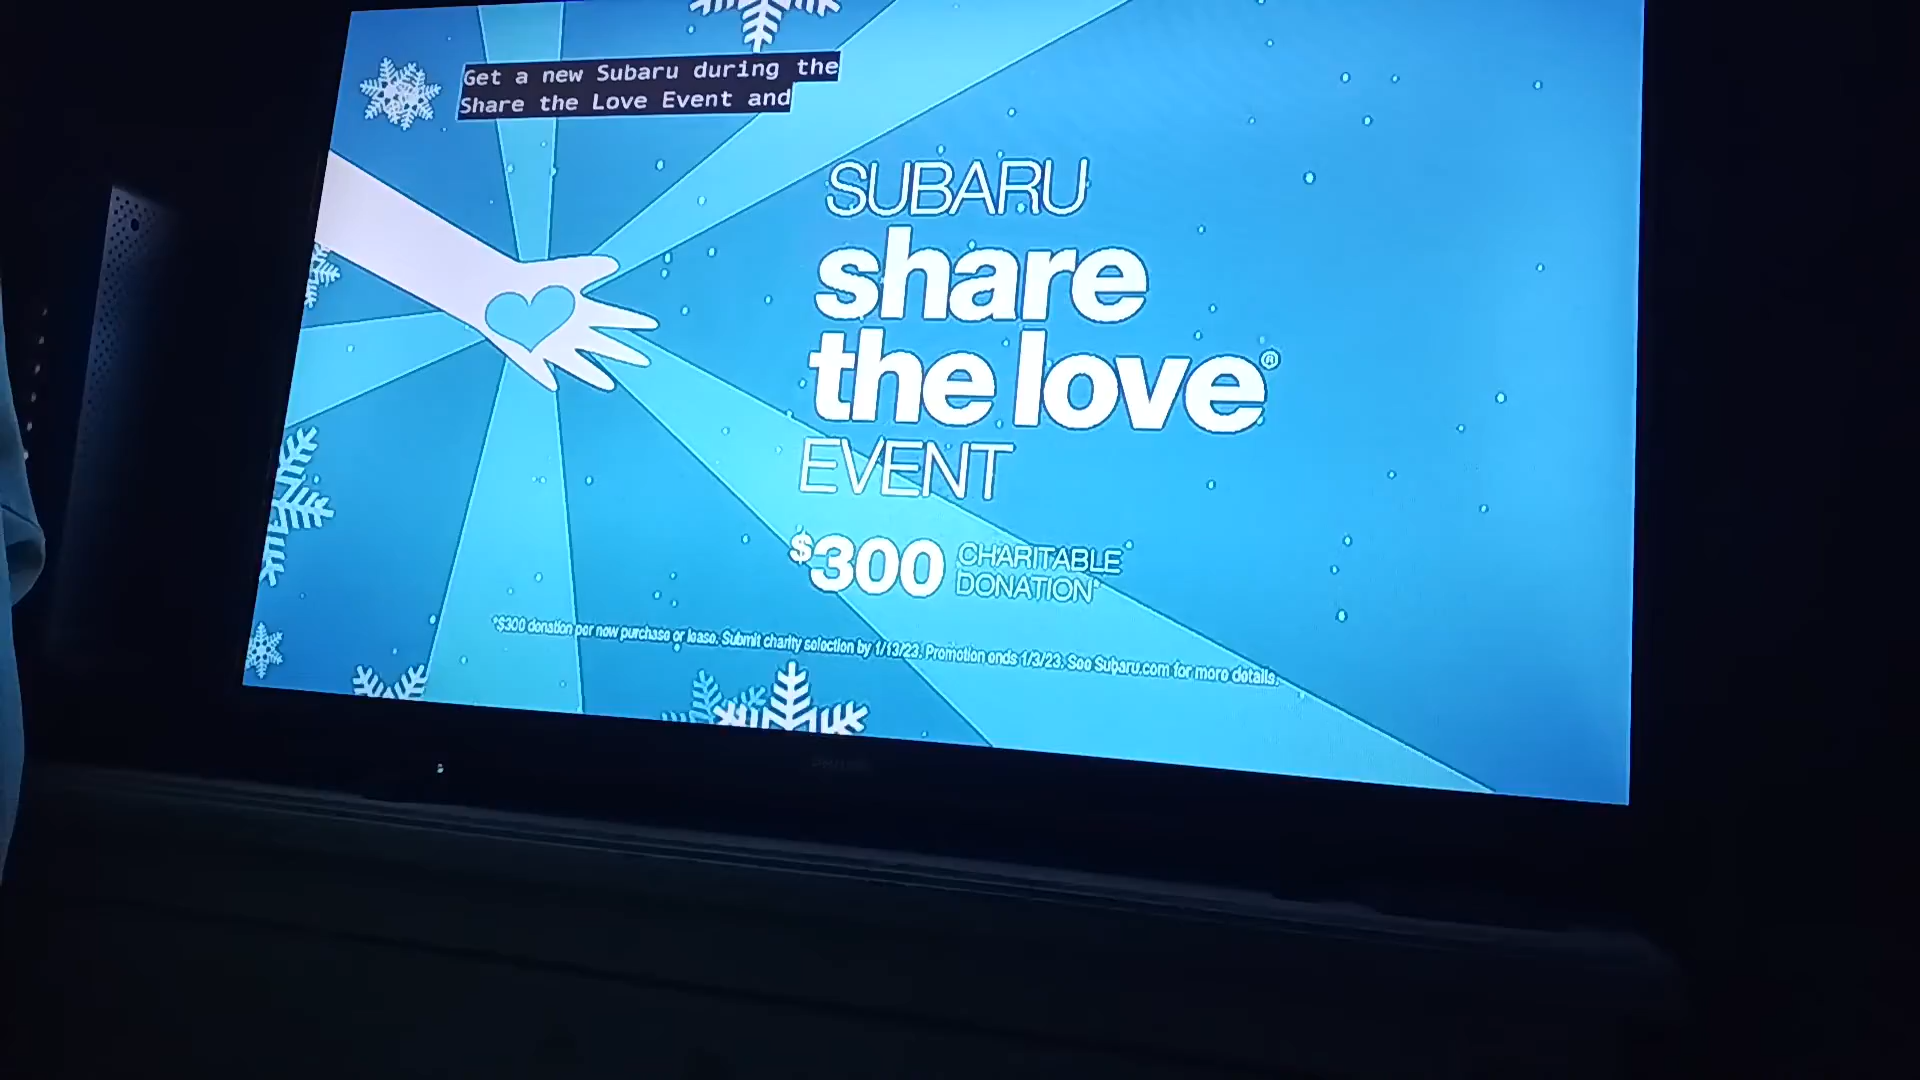 Get a new Subaru during the
Share the Love Event and
SUBARU
share
the love®
EVENT
$300 CHARITABLE
DONATION*
*$300 donation per new purchase or lease. Submit charity selection by 1/13/23. Promotion ends 1/3/23. See Subaru.com for more details.